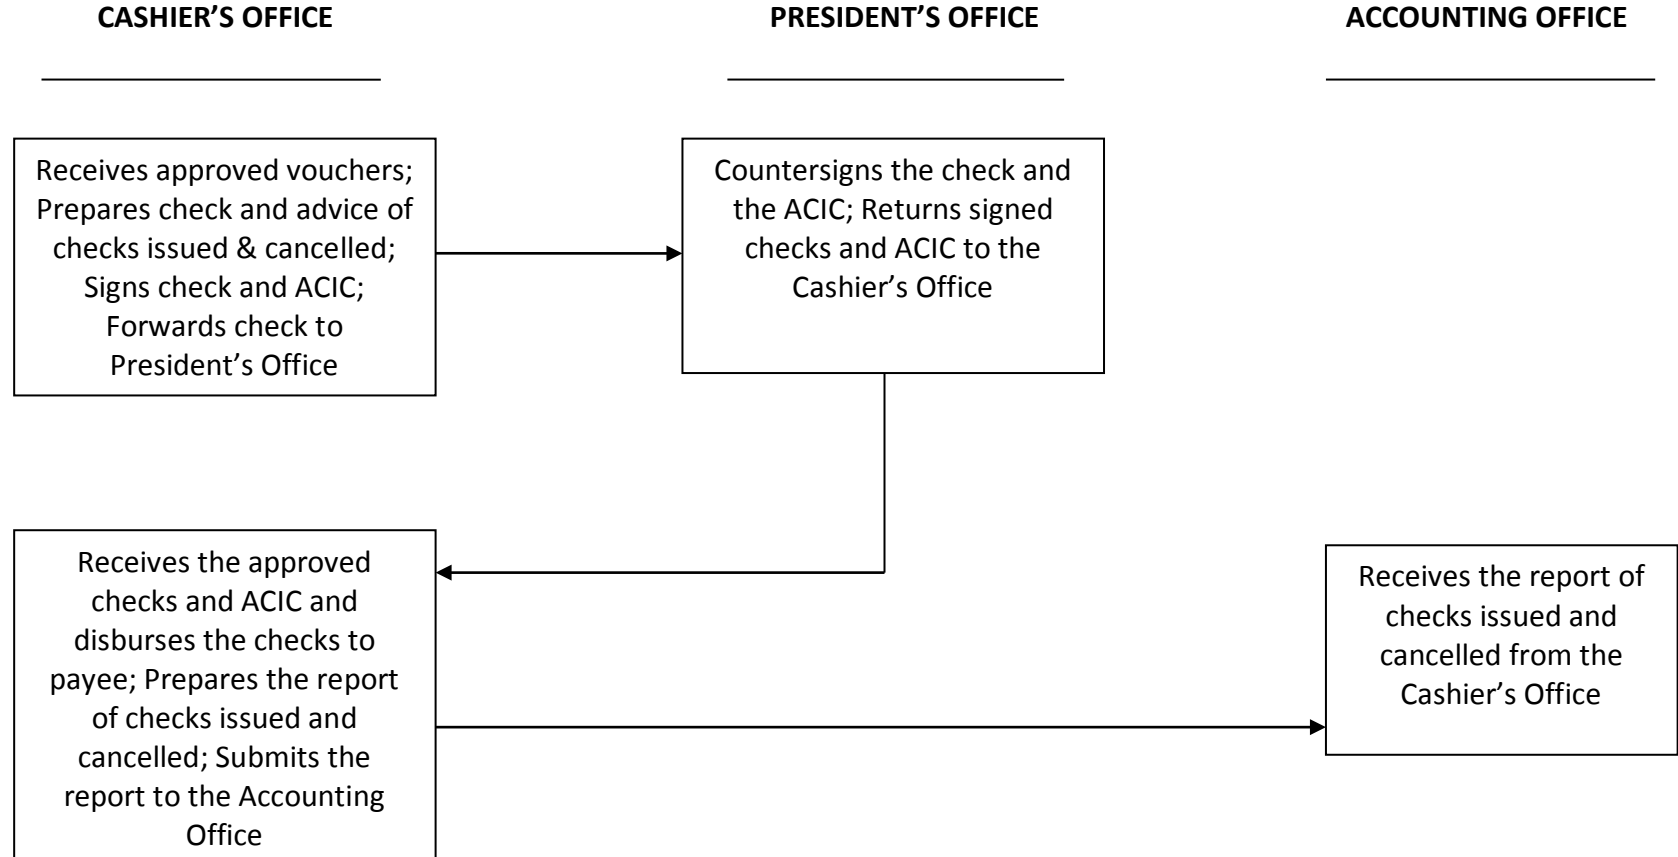 CASHIER’S OFFICE
PRESIDENT’S OFFICE
ACCOUNTING OFFICE
Receives approved vouchers;
Prepares check and advice of
checks issued & cancelled;
Signs check and ACIC;
Forwards check to
President’s Office
Countersigns the check and
the ACIC; Returns signed
checks and ACIC to the
Cashier’s Office
Receives the approved
checks and ACIC and
disburses the checks to
payee; Prepares the report
of checks issued and
cancelled; Submits the
report to the Accounting
Office
Receives the report of
checks issued and
cancelled from the
Cashier’s Office